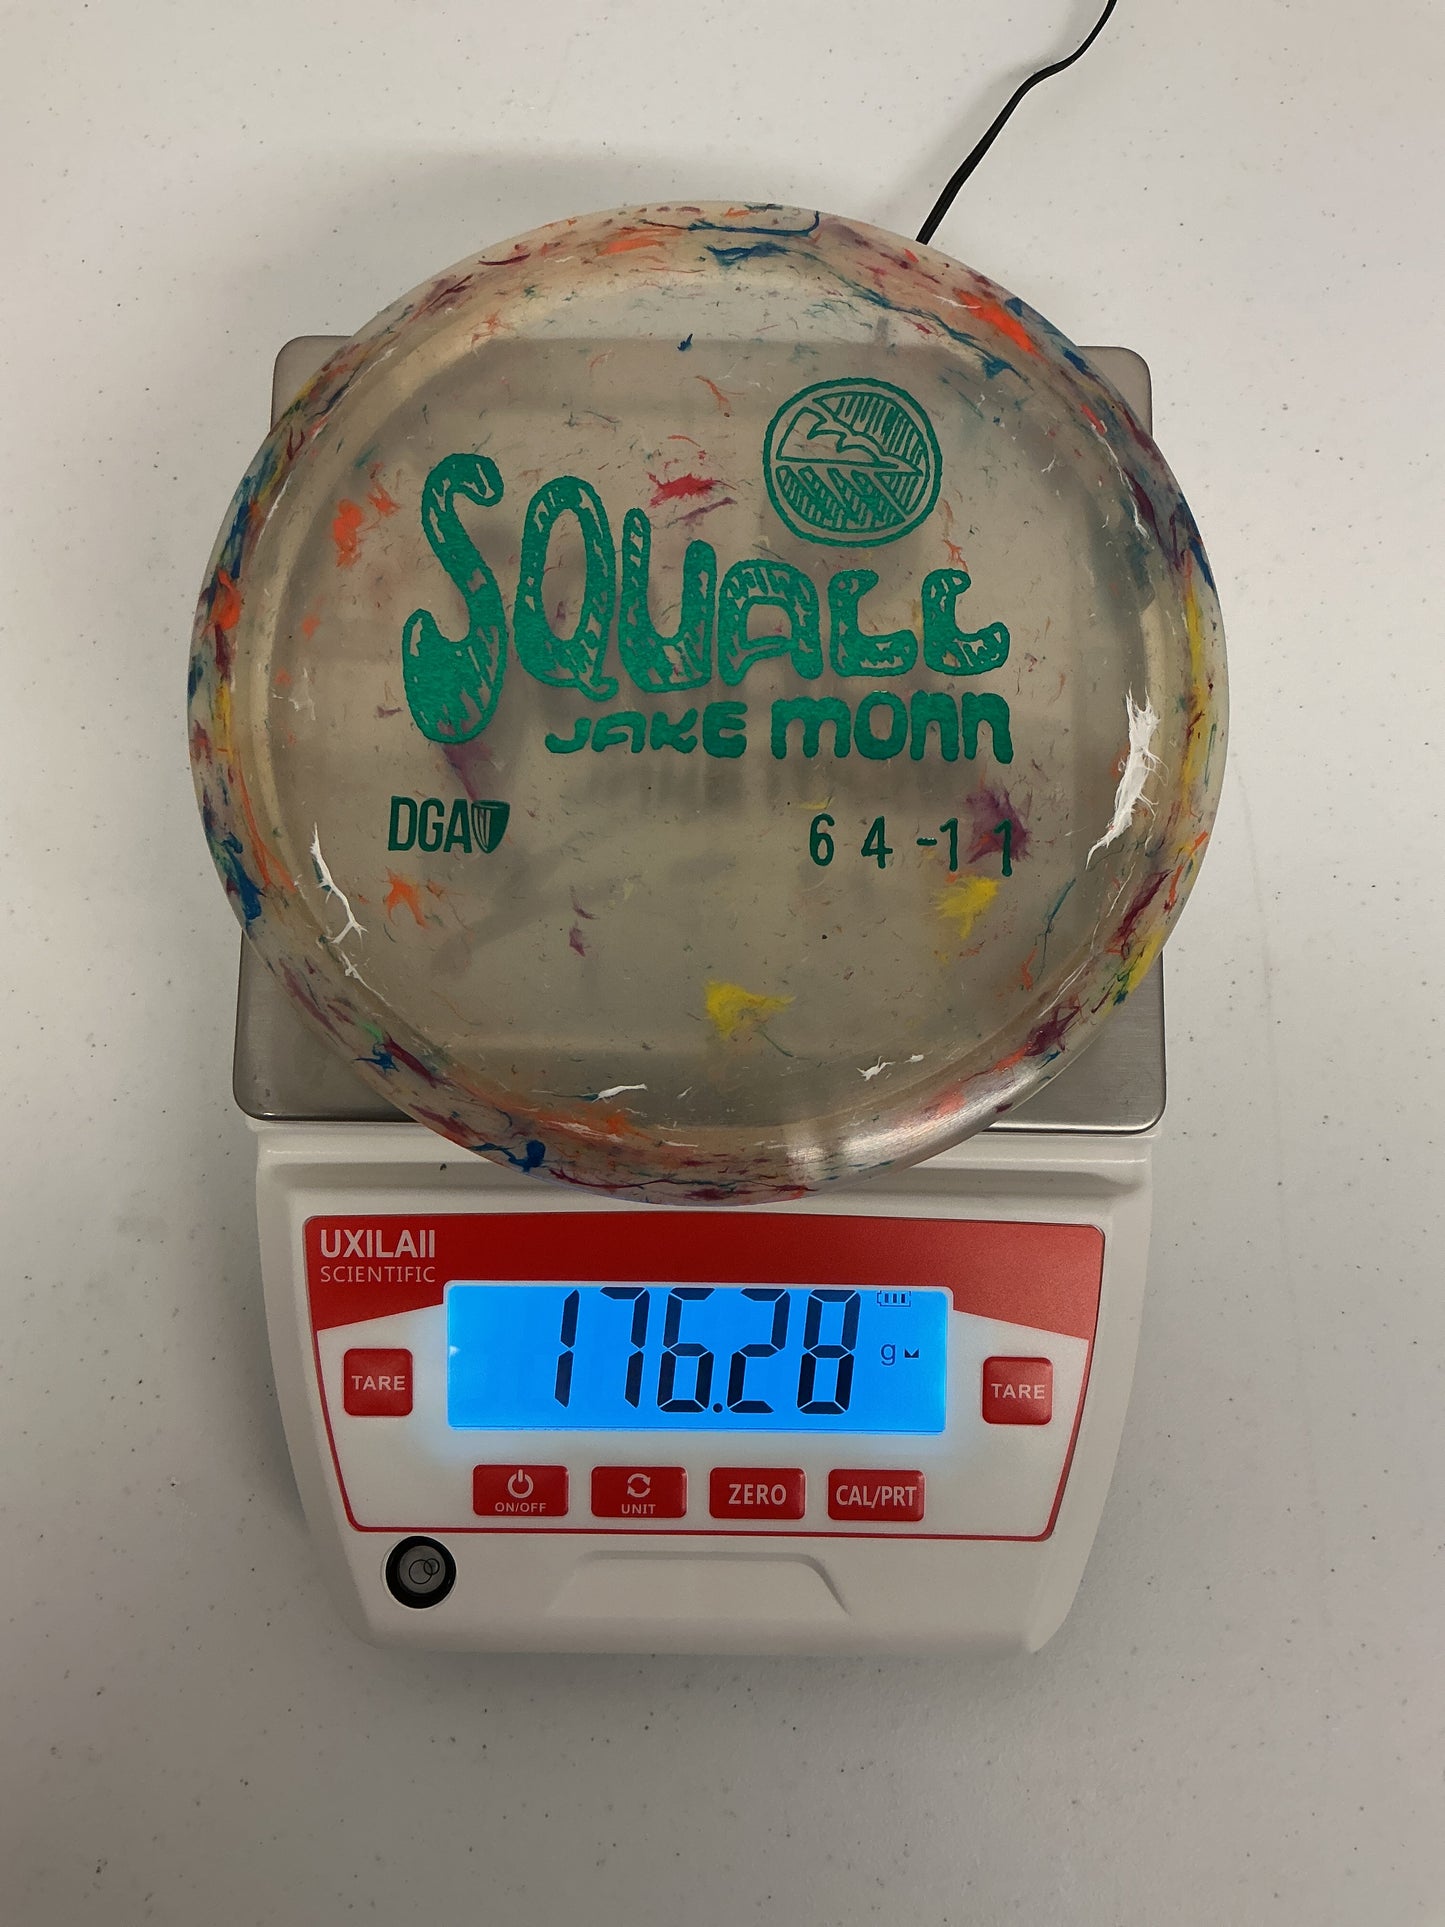 SQUALL
JAKE MONN
DGA
6 4 -1 1
UXILAII
SCIENTIFIC
176.28
g
TARE
TARE
ON/OFF
UNIT
ZERO
CAL/PRT